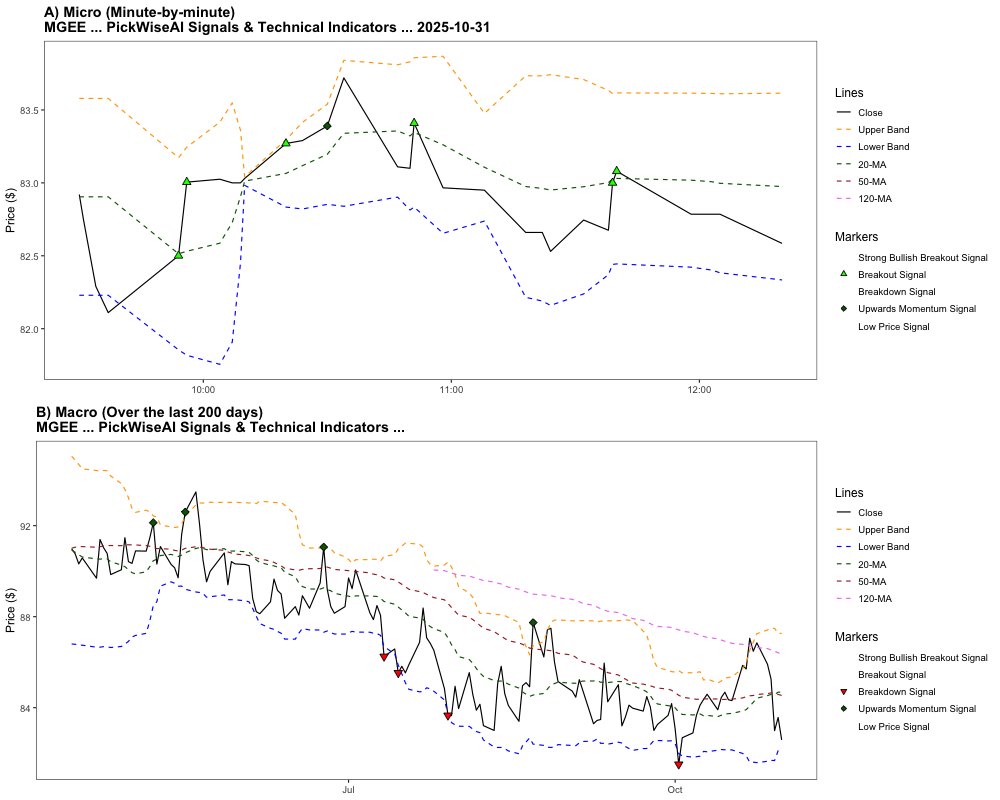 A) Micro (Minute-by-minute)
MGEE ... PickWiseAI Signals & Technical Indicators ... 2025-10-31
Price ($)
83.5
83.0
82.5
82.0
10:00
11:00
12:00
Lines
Close
Upper Band
Lower Band
20-MA
50-MA
120-MA
Markers
Strong Bullish Breakout Signal
Breakout Signal
Breakdown Signal
Upwards Momentum Signal
Low Price Signal
B) Macro (Over the last 200 days)
MGEE ... PickWiseAI Signals & Technical Indicators ...
Price ($)
92
88
84
Jul
Oct
Lines
Close
Upper Band
Lower Band
20-MA
50-MA
120-MA
Markers
Strong Bullish Breakout Signal
Breakout Signal
Breakdown Signal
Upwards Momentum Signal
Low Price Signal